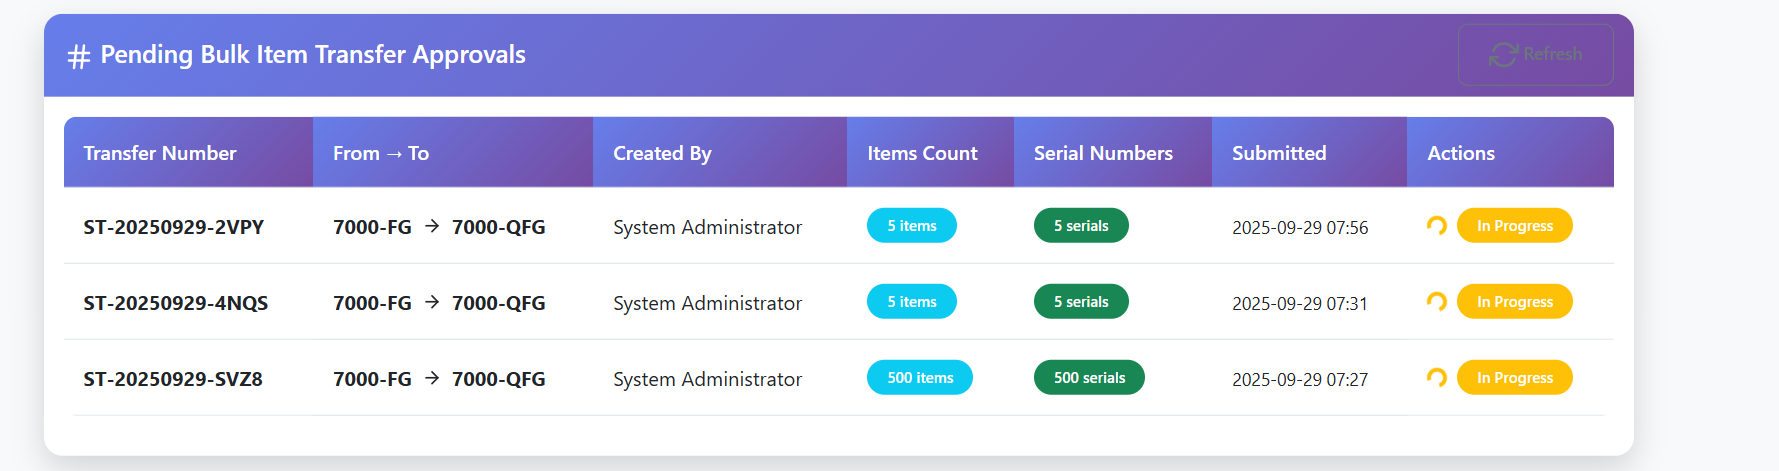 # Pending Bulk Item Transfer Approvals Refresh
Transfer Number From → To Created By Items Count Serial Numbers Submitted Actions
ST-20250929-2VPY 7000-FG → 7000-QFG System Administrator 5 items 5 serials 2025-09-29 07:56 In Progress
ST-20250929-4NQS 7000-FG → 7000-QFG System Administrator 5 items 5 serials 2025-09-29 07:31 In Progress
ST-20250929-SVZ8 7000-FG → 7000-QFG System Administrator 500 items 500 serials 2025-09-29 07:27 In Progress